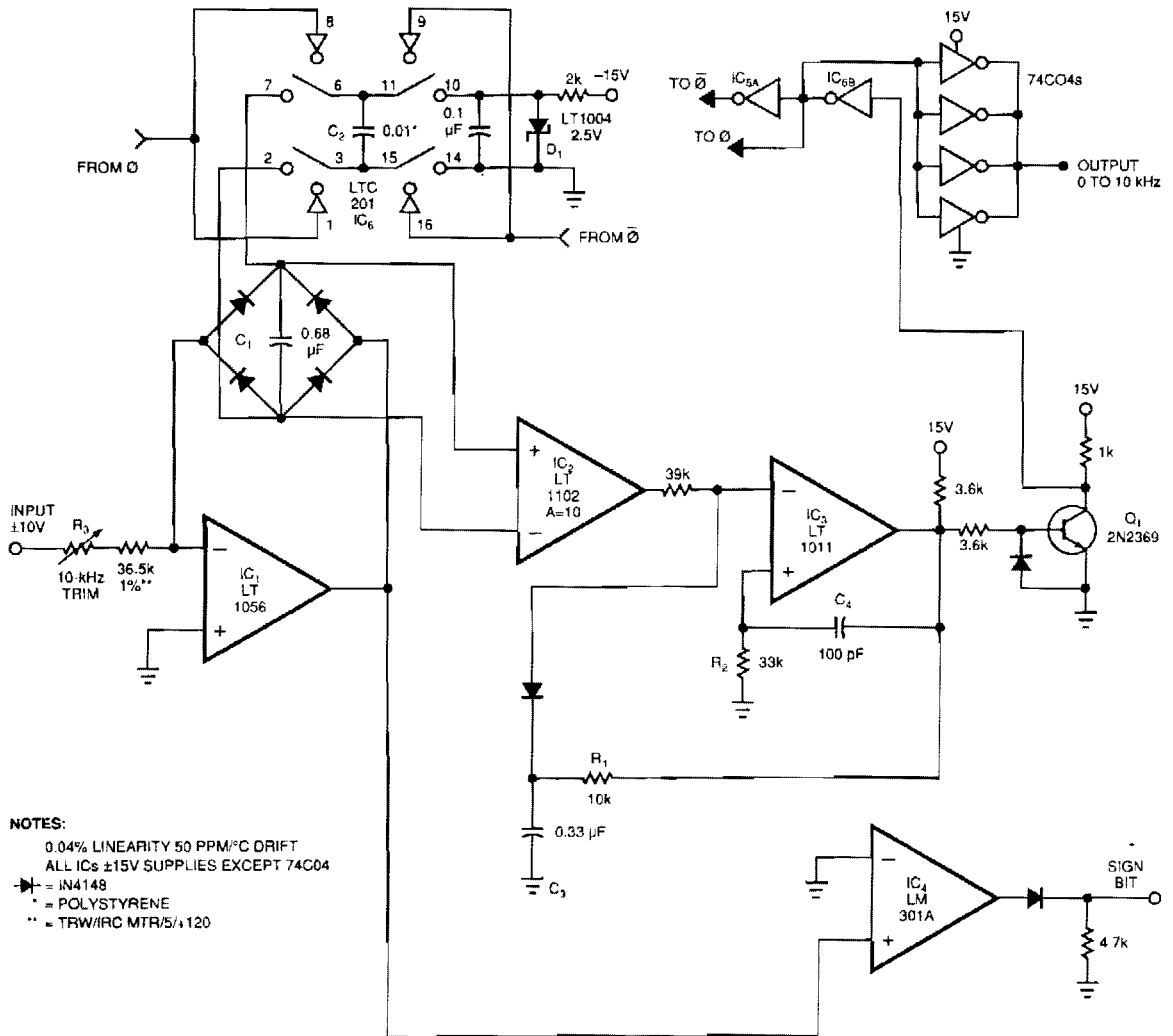 8
9
7
6
11
10
2k
–15V
C2
0.01*
0.1
µF
LT1004
2.5V
D1
FROM Ø
2
3
15
14
LTC
201
IC6
1
16
FROM Ø̄
15V
74CO4s
TO Ø̄
IC5A
IC5B
TO Ø
OUTPUT
0 TO 10 kHz
C1
0.68
µF
INPUT
±10V
R3
10-kHz
TRIM
36.5k
1%**
–
IC1
LT
1056
+
+
IC2
LT
1102
A=10
–
39k
–
IC3
LT
1011
+
15V
3.6k
3.6k
15V
1k
Q1
2N2369
C4
100 pF
R2
33k
R1
10k
0.33 µF
C3
NOTES:
0.04% LINEARITY 50 PPM/°C DRIFT
ALL ICs ±15V SUPPLIES EXCEPT 74C04
= IN4148
* = POLYSTYRENE
** = TRW/IRC MTR/5/+120
–
IC4
LM
301A
+
SIGN
BIT
4.7k